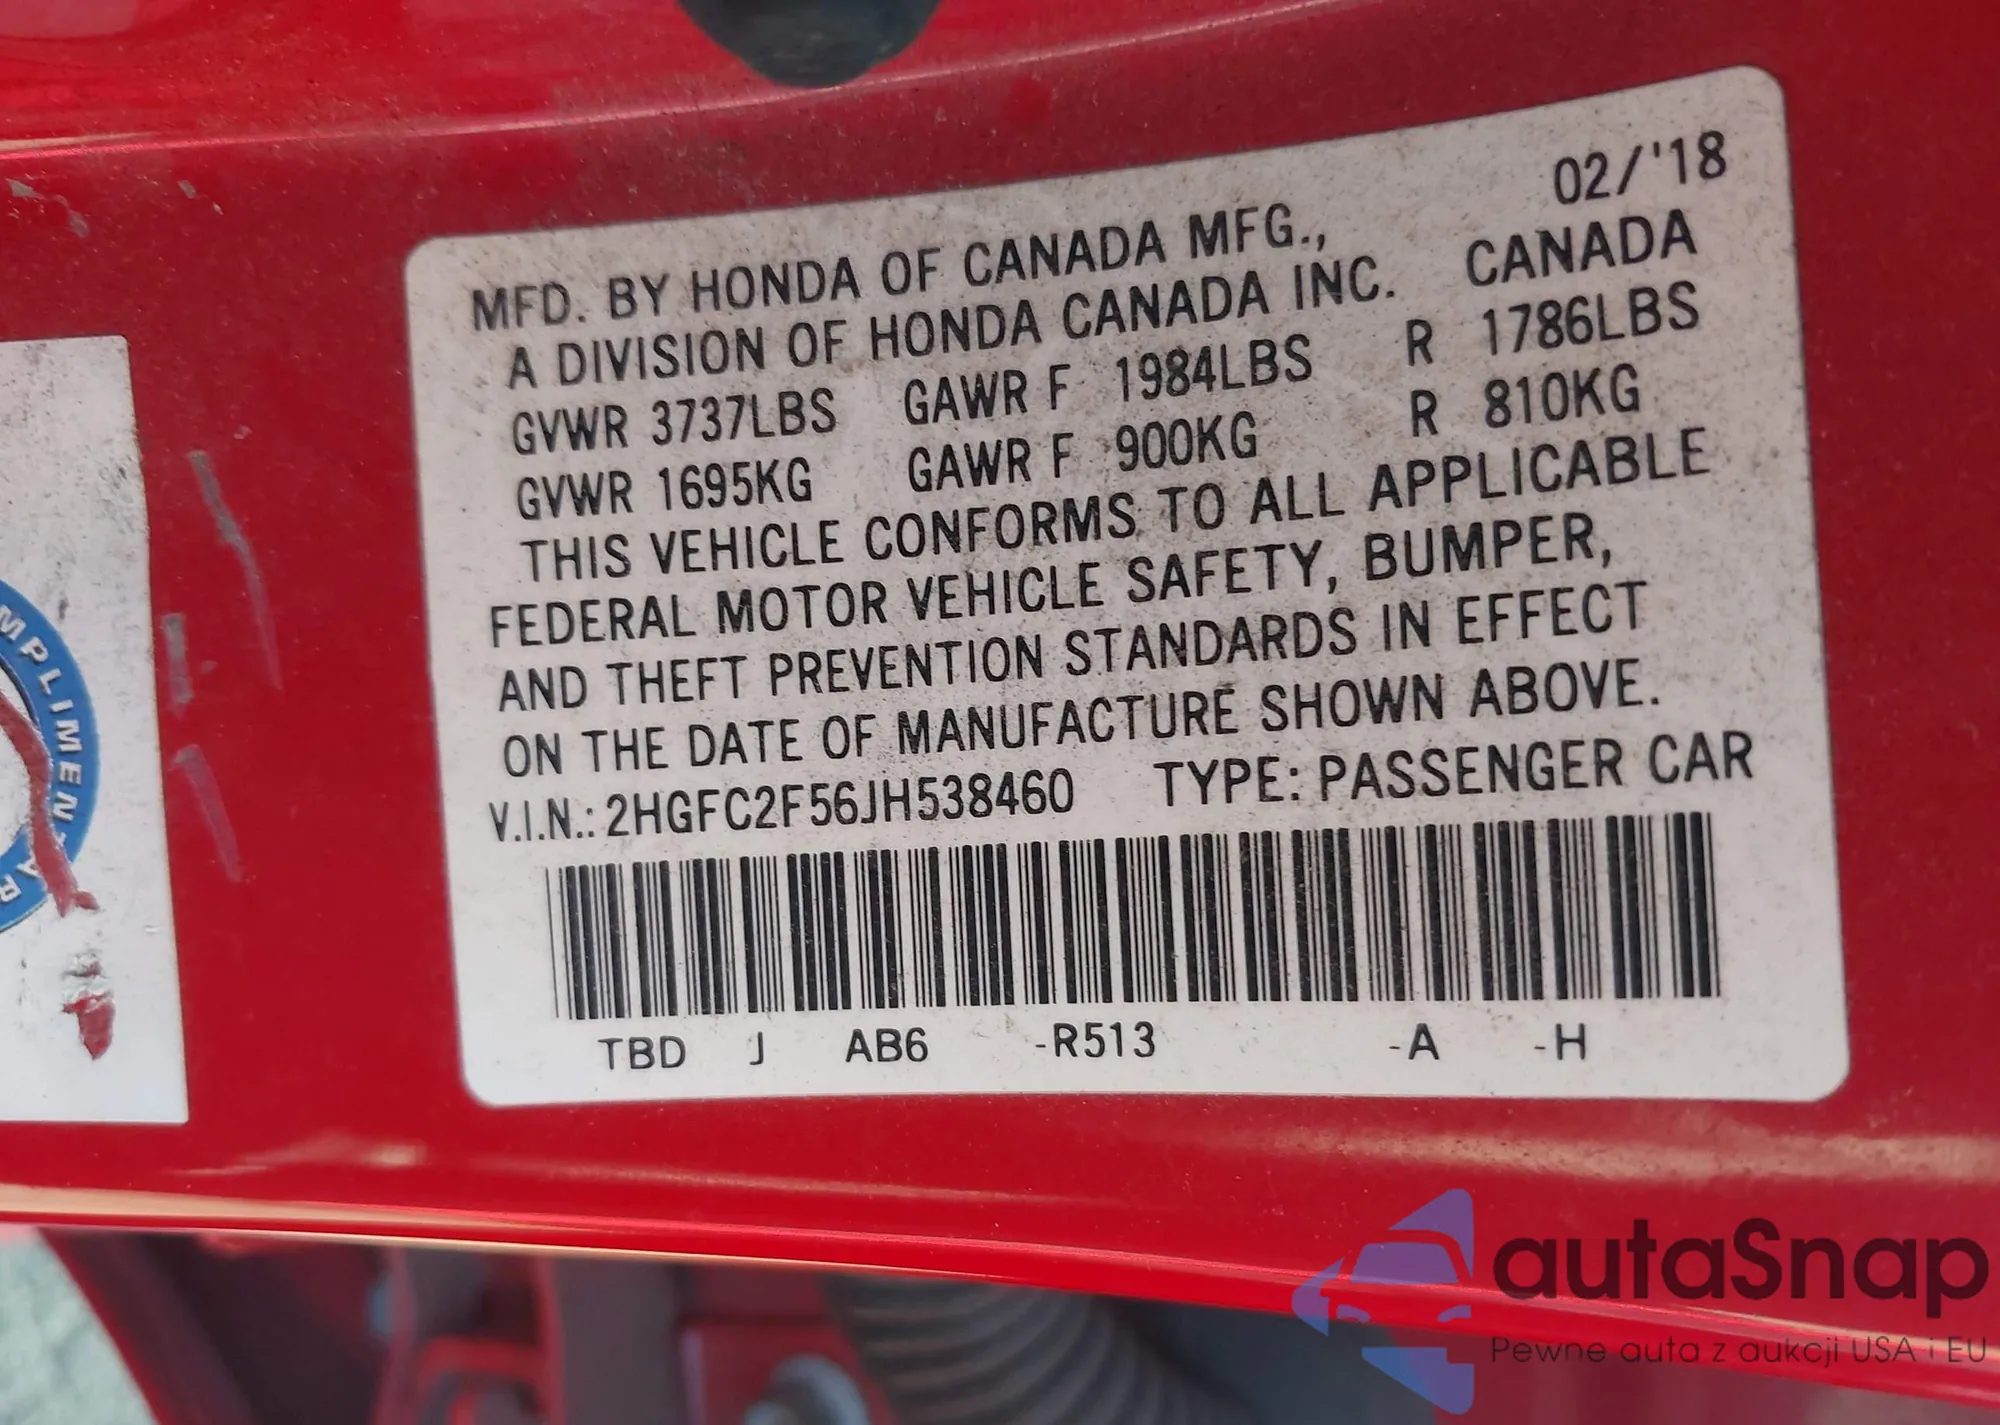 02/'18
MFD. BY HONDA OF CANADA MFG.,
A DIVISION OF HONDA CANADA INC. CANADA
GVWR 3737LBS GAWR F 1984LBS R 1786LBS
GVWR 1695KG GAWR F 900KG R 810KG
THIS VEHICLE CONFORMS TO ALL APPLICABLE
FEDERAL MOTOR VEHICLE SAFETY, BUMPER,
AND THEFT PREVENTION STANDARDS IN EFFECT
ON THE DATE OF MANUFACTURE SHOWN ABOVE.
V.I.N.: 2HGFC2F56JH538460 TYPE: PASSENGER CAR
TBD J AB6 -R513 -A -H
autaSnap
Pewne auta z aukcji USA i EU